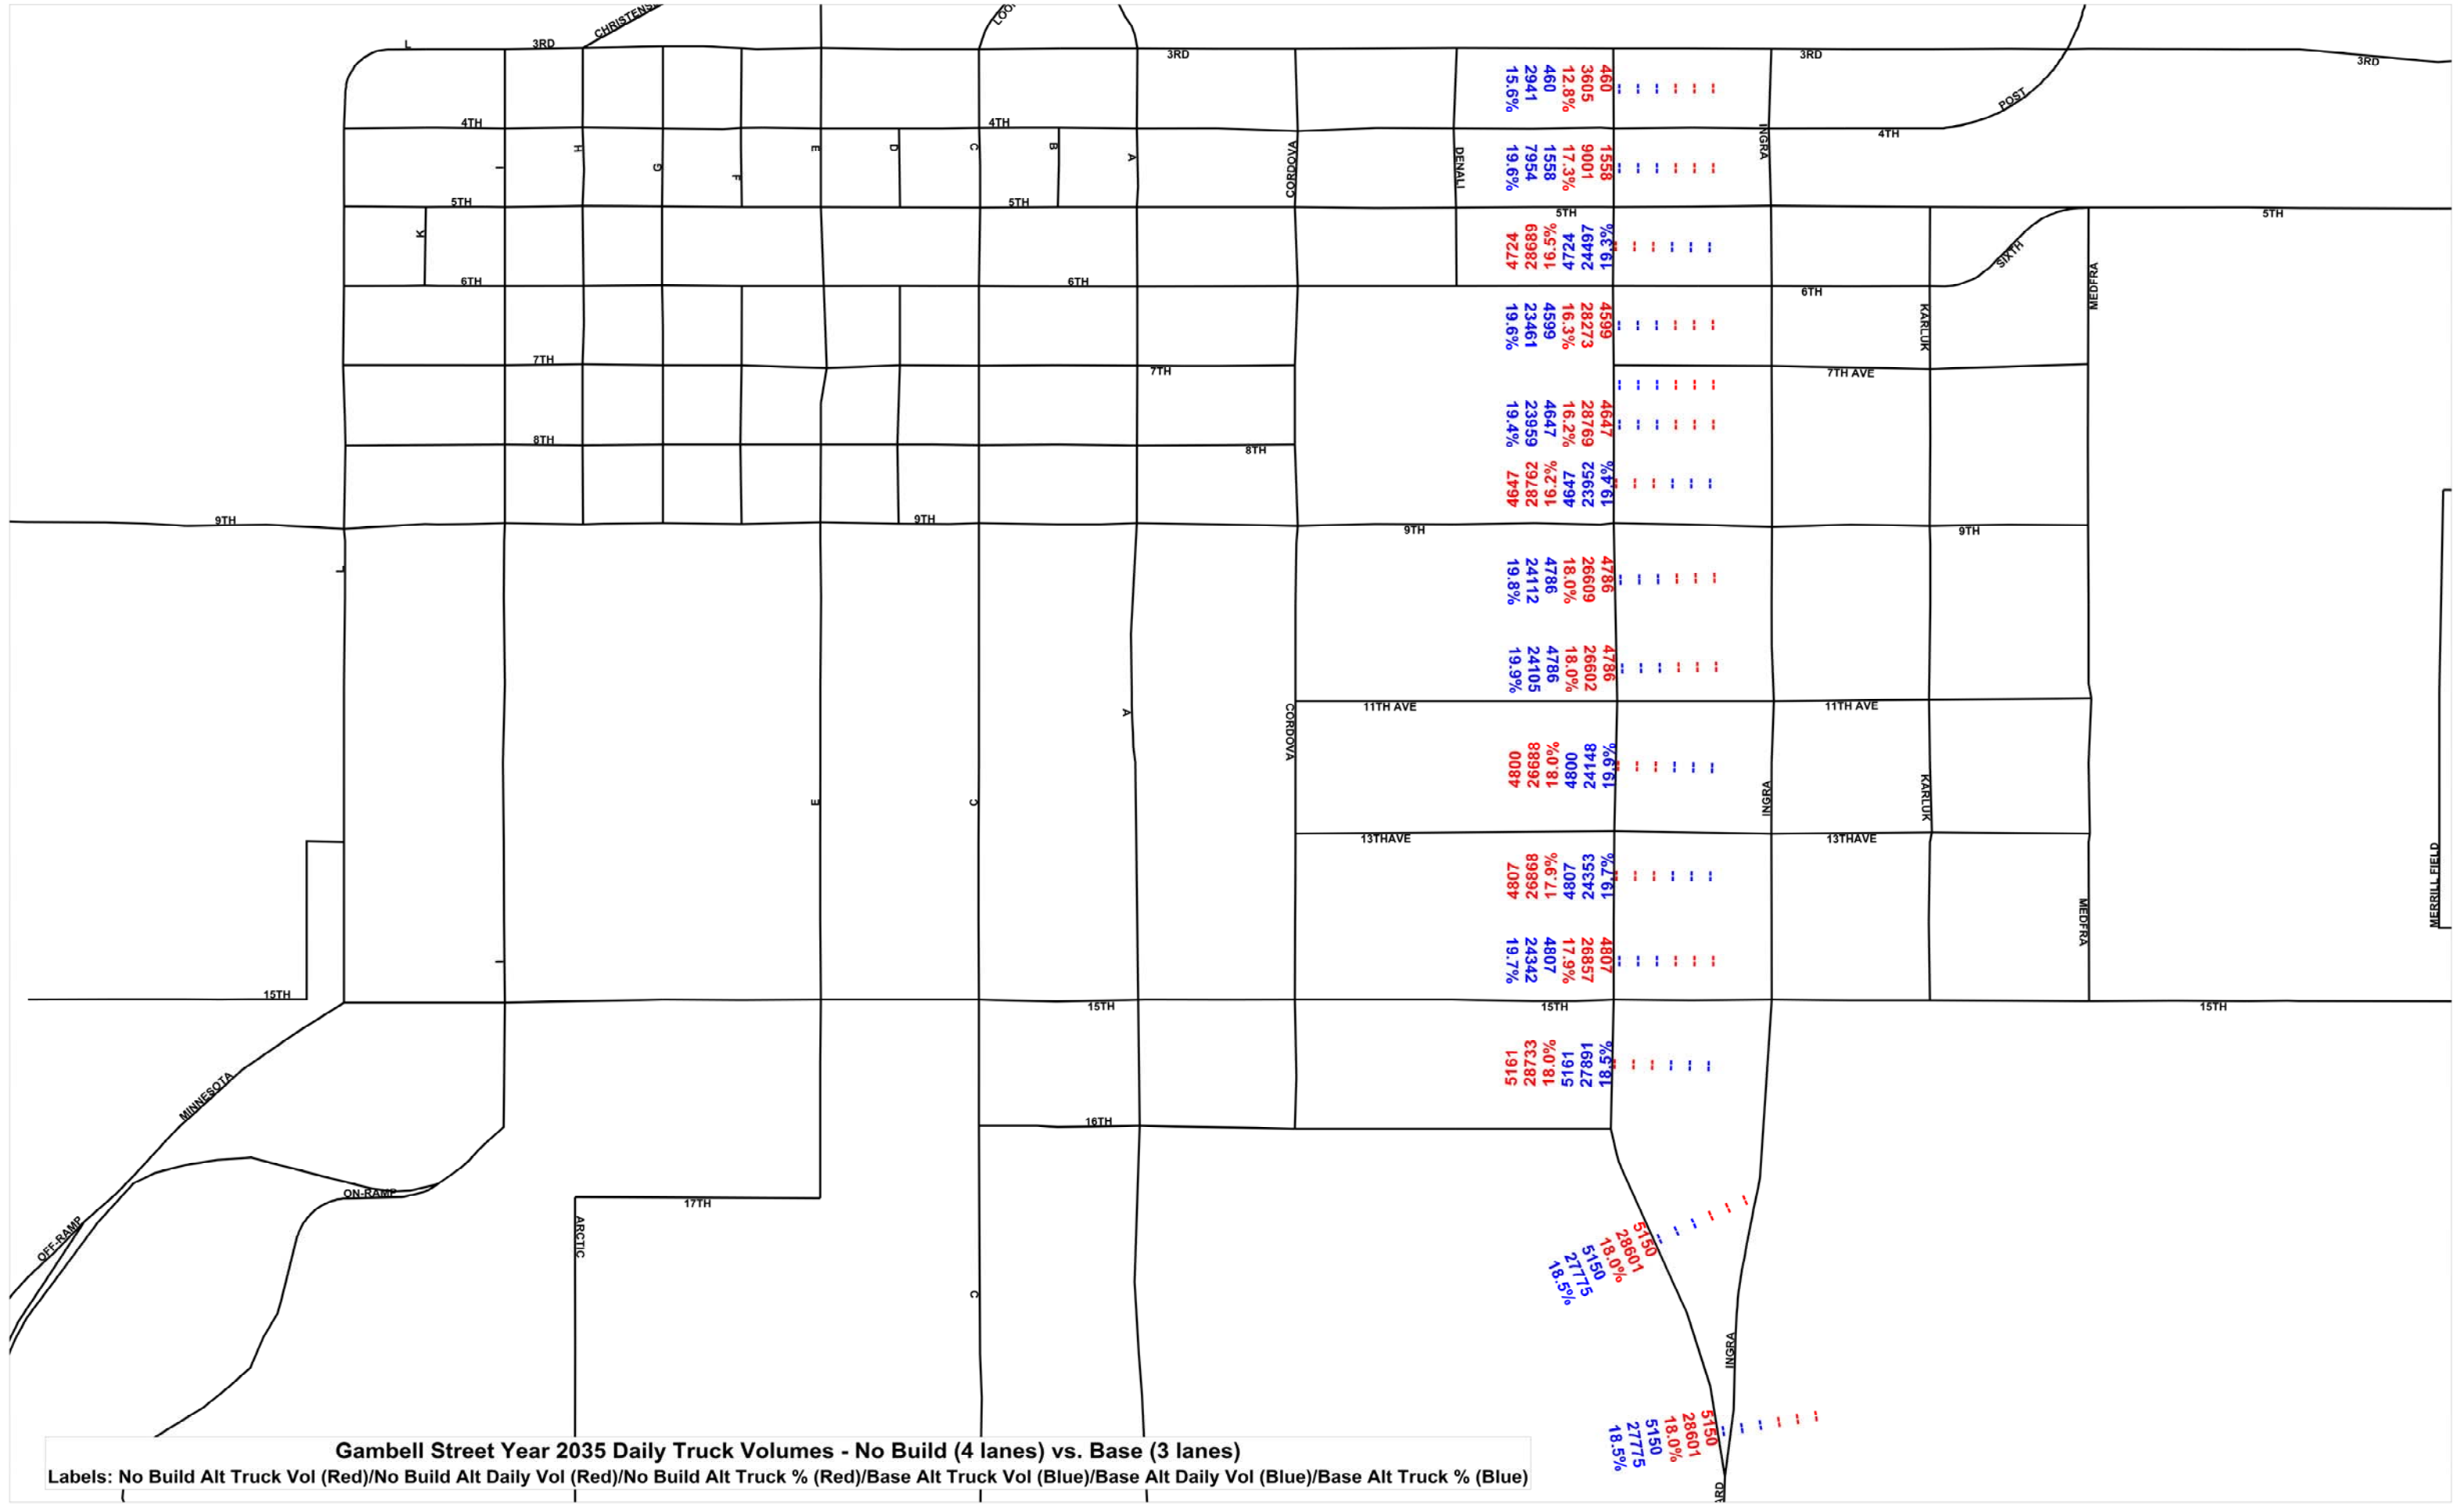 CHRISTENS
LOO
L
3RD
3RD
3RD
3RD
460
3605
12.8%
460
2941
15.6%
POST
4TH
4TH
4TH
I
H
G
F
E
D
C
B
A
CORDOVA
DENALI
INGRA
1558
9001
17.3%
1558
7954
19.6%
5TH
5TH
5TH
5TH
K
4724
28689
16.5%
4724
24497
19.3%
SIXTH
MEDFRA
6TH
6TH
6TH
4599
28273
16.3%
4599
23461
19.6%
KARLUK
7TH
7TH
7TH AVE
4647
28769
16.2%
4647
23959
19.4%
8TH
8TH
4647
28762
16.2%
4647
23952
19.4%
9TH
9TH
9TH
9TH
L
4786
26609
18.0%
4786
24112
19.8%
4786
26602
18.0%
4786
24105
19.9%
A
CORDOVA
11TH AVE
11TH AVE
4800
26688
18.0%
4800
24148
19.9%
E
C
INGRA
KARLUK
13THAVE
13THAVE
4807
26868
17.9%
4807
24353
19.7%
MEDFRA
MERRILL FIELD
I
4807
26857
17.9%
4807
24342
19.7%
15TH
15TH
15TH
15TH
5161
28733
18.0%
5161
27891
18.5%
MINNESOTA
16TH
ON-RAMP
17TH
OFF-RAMP
ARCTIC
5150
28601
18.0%
5150
27775
18.5%
C
INGRA
5150
28601
18.0%
5150
27775
18.5%
Gambell Street Year 2035 Daily Truck Volumes - No Build (4 lanes) vs. Base (3 lanes)
Labels: No Build Alt Truck Vol (Red)/No Build Alt Daily Vol (Red)/No Build Alt Truck % (Red)/Base Alt Truck Vol (Blue)/Base Alt Daily Vol (Blue)/Base Alt Truck % (Blue)
ARD